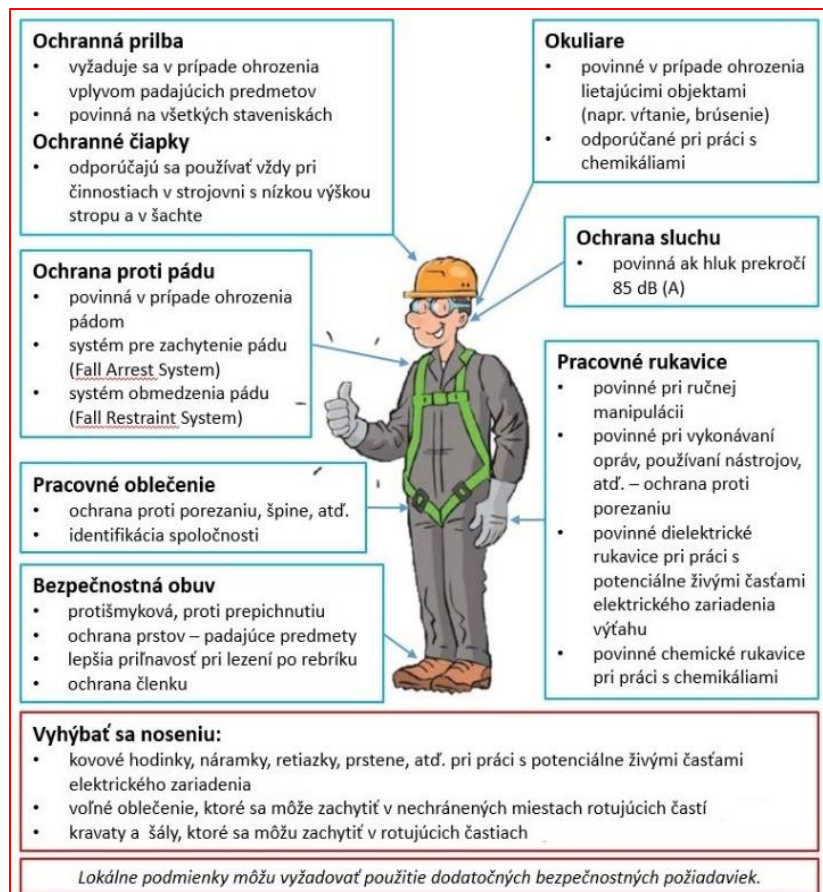 Ochranná prilba
• vyžaduje sa v prípade ohrozenia
vplyvom padajúcich predmetov
• povinná na všetkých staveniskách
Ochranné čiapky
• odporúčajú sa používať vždy pri
činnostiach v strojovni s nízkou výškou
stropu a v šachte
Okuliare
• povinné v prípade ohrozenia
lietajúcimi objektami
(napr. vŕtanie, brúsenie)
• odporúčané pri práci s
chemikáliami
Ochrana sluchu
• povinná ak hluk prekročí
85 dB (A)
Ochrana proti pádu
• povinná v prípade ohrozenia
pádom
• systém pre zachytenie pádu
(Fall Arrest System)
• systém obmedzenia pádu
(Fall Restraint System)
Pracovné rukavice
• povinné pri ručnej
manipulácii
• povinné pri vykonávaní
opráv, používaní nástrojov,
atď. – ochrana proti
porezaniu
• povinné dielektrické
rukavice pri práci s
potenciálne živými časťami
elektrického zariadenia
výťahu
• povinné chemické rukavice
pri práci s chemikáliami
Pracovné oblečenie
• ochrana proti porezaniu, špine, atď.
• identifikácia spoločnosti
Bezpečnostná obuv
• protišmyková, proti prepichnutiu
• ochrana prstov – padajúce predmety
• lepšia priľnavosť pri lezení po rebríku
• ochrana členku
Vyhýbať sa noseniu:
• kovové hodinky, náramky, retiazky, prstene, atď. pri práci s potenciálne živými časťami
elektrického zariadenia
• voľné oblečenie, ktoré sa môže zachytiť v nechránených miestach rotujúcich častí
• kravaty a šály, ktoré sa môžu zachytiť v rotujúcich častiach
Lokálne podmienky môžu vyžadovať použitie dodatočných bezpečnostných požiadaviek.